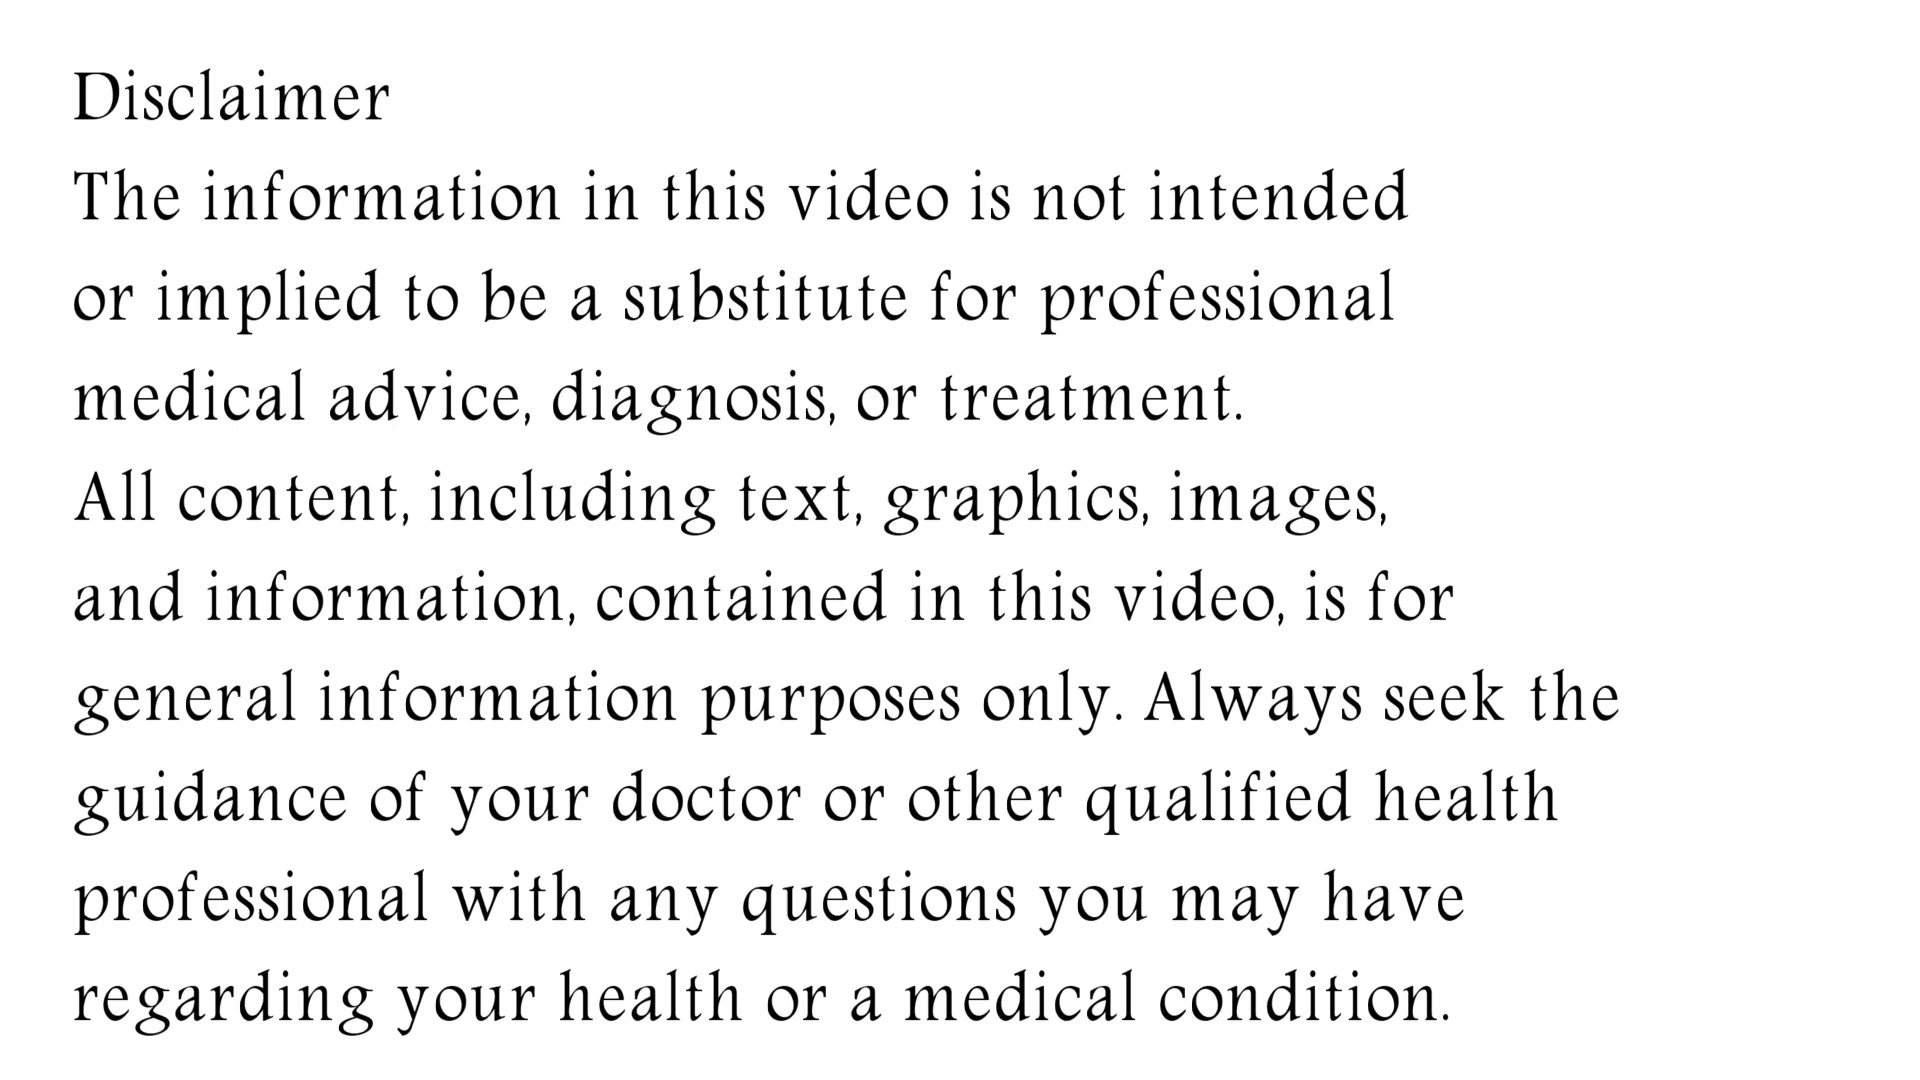 Disclaimer
The information in this video is not intended
or implied to be a substitute for professional
medical advice, diagnosis, or treatment.
All content, including text, graphics, images,
and information, contained in this video, is for
general information purposes only. Always seek the
guidance of your doctor or other qualified health
professional with any questions you may have
regarding your health or a medical condition.